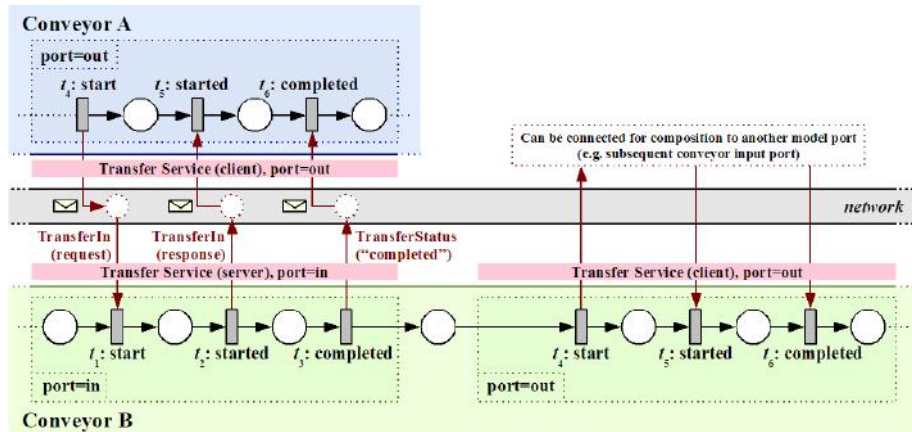 Conveyor A
port=out
t4: start
t5: started
t6: completed
Transfer Service (client), port=out
Can be connected for composition to another model port
(e.g. subsequent conveyor input port)
network
TransferIn
(request)
TransferIn
(response)
TransferStatus
(“completed”)
Transfer Service (server), port=in
Transfer Service (client), port=out
t1: start
t2: started
t3: completed
t4: start
t5: started
t6: completed
port=in
port=out
Conveyor B